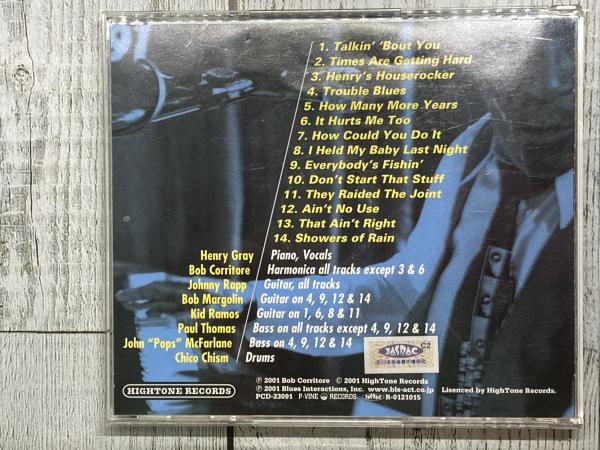 1. Talkin' 'Bout You
2. Times Are Getting Hard
3. Henry's Houserocker
4. Trouble Blues
5. How Many More Years
6. It Hurts Me Too
7. How Could You Do It
8. I Held My Baby Last Night
9. Everybody's Fishin'
10. Don't Start That Stuff
11. They Raided The Joint
12. Ain't No Use
13. That Ain't Right
14. Showers of Rain
Henry Gray Piano, Vocals
Bob Corritore Harmonica all tracks except 3 & 6
Johnny Rapp Guitar, all tracks
Bob Margolin Guitar on 4, 9, 12 & 14
Kid Ramos Guitar on 1, 6, 8 & 11
Paul Thomas Bass on all tracks except 4, 9, 12 & 14
John "Pops" McFarlane Bass on 4, 9, 12 & 14
Chico Chism Drums
JASRAC C2
HIGHTONE RECORDS
℗ 2001 Bob Corritore © 2001 HighTone Records
℗ 2001 Blues Interactions, Inc. www.bls-act.co.jp
Lisenced by HighTone Records.
PCD-23091 P-VINE RECORDS R-0121015